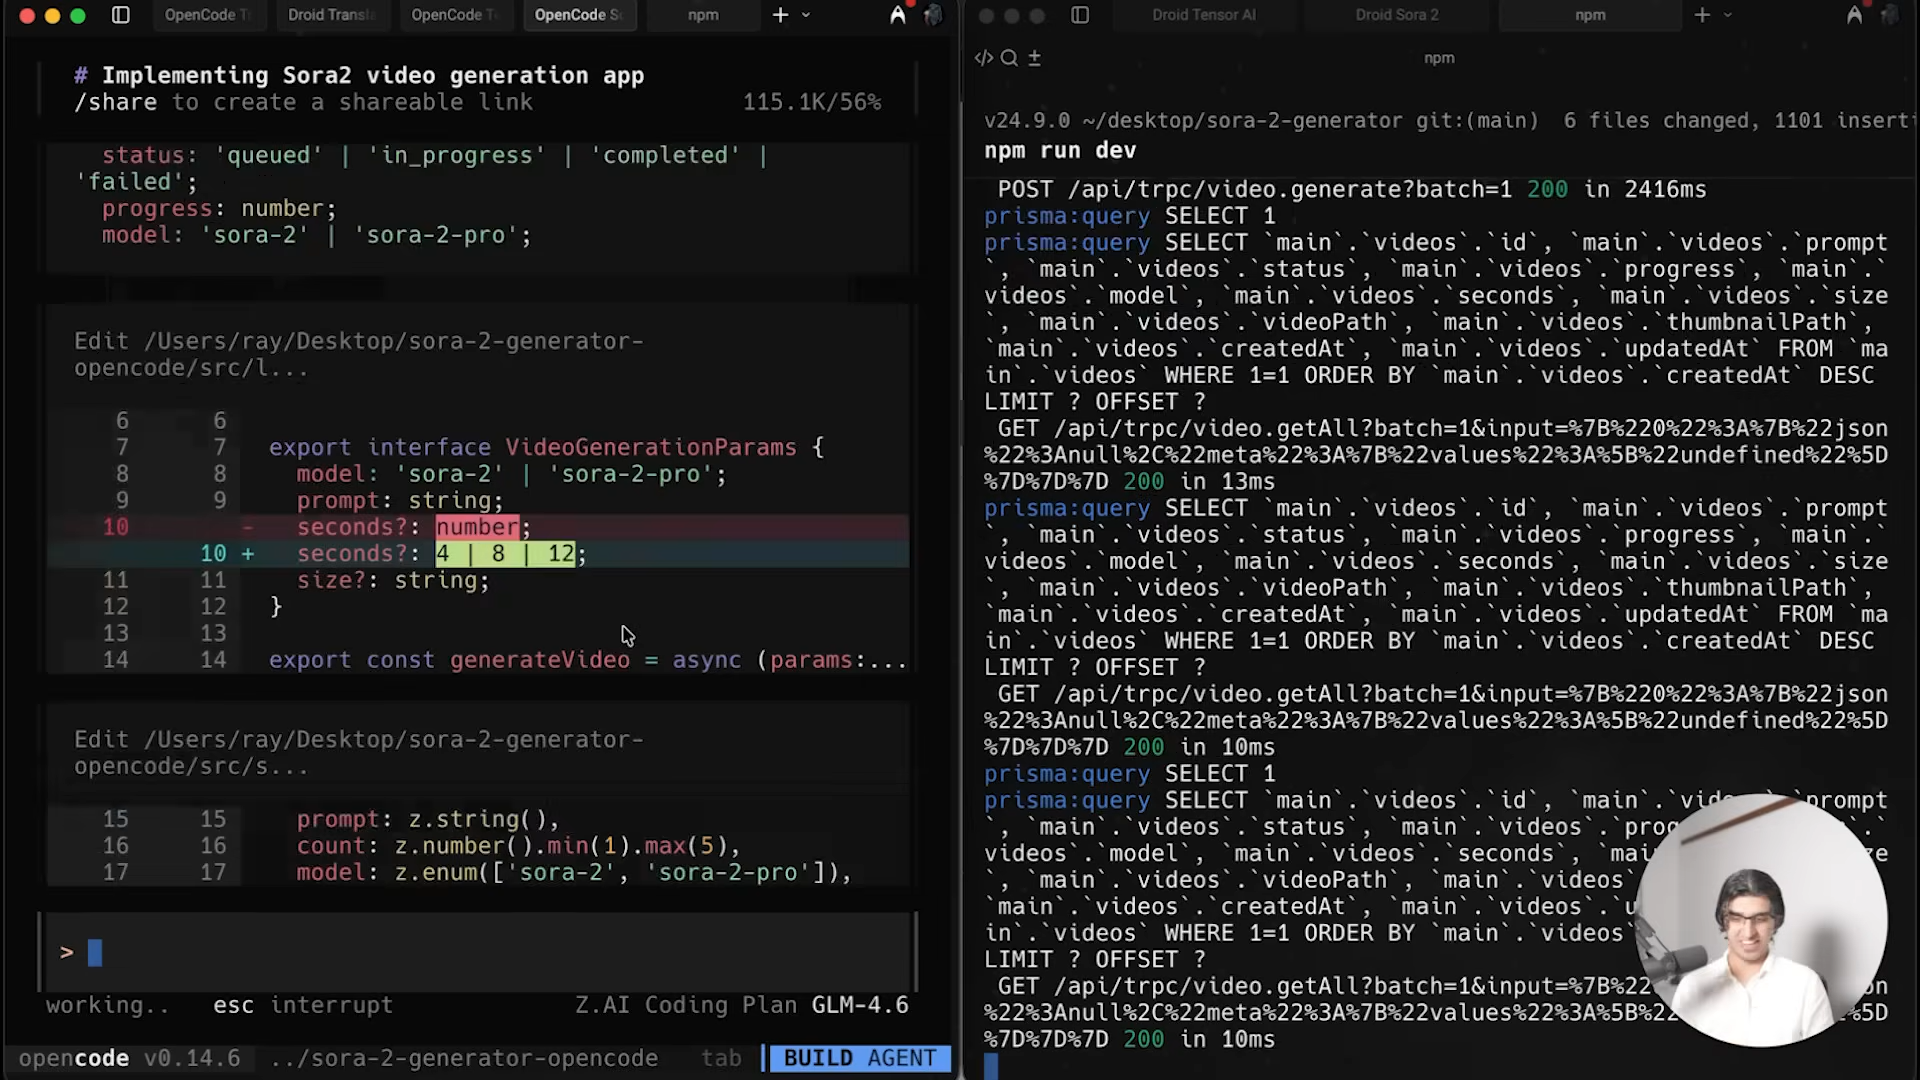 OpenCode T
Droid Transla
OpenCode Te
OpenCode So
npm
# Implementing Sora2 video generation app
/share to create a shareable link 115.1K/56%
status: 'queued' | 'in_progress' | 'completed' |
'failed';
progress: number;
model: 'sora-2' | 'sora-2-pro';
Edit /Users/ray/Desktop/sora-2-generator-
opencode/src/l...
6 6
7 7 export interface VideoGenerationParams {
8 8 model: 'sora-2' | 'sora-2-pro';
9 9 prompt: string;
10 - seconds?: number;
10 + seconds?: 4 | 8 | 12;
11 11 size?: string;
12 12 }
13 13
14 14 export const generateVideo = async (params:...
Edit /Users/ray/Desktop/sora-2-generator-
opencode/src/s...
15 15 prompt: z.string(),
16 16 count: z.number().min(1).max(5),
17 17 model: z.enum(['sora-2', 'sora-2-pro']),
>
working.. esc interrupt Z.AI Coding Plan GLM-4.6
opencode v0.14.6 ../sora-2-generator-opencode tab BUILD AGENT
Droid Tensor AI
Droid Sora 2
npm
npm
v24.9.0 ~/desktop/sora-2-generator git:(main) 6 files changed, 1101 insert
npm run dev
POST /api/trpc/video.generate?batch=1 200 in 2416ms
prisma:query SELECT 1
prisma:query SELECT `main`.`videos`.`id`, `main`.`videos`.`prompt
`, `main`.`videos`.`status`, `main`.`videos`.`progress`, `main`.`
videos`.`model`, `main`.`videos`.`seconds`, `main`.`videos`.`size
`, `main`.`videos`.`videoPath`, `main`.`videos`.`thumbnailPath`,
`main`.`videos`.`createdAt`, `main`.`videos`.`updatedAt` FROM `ma
in`.`videos` WHERE 1=1 ORDER BY `main`.`videos`.`createdAt` DESC
LIMIT ? OFFSET ?
GET /api/trpc/video.getAll?batch=1&input=%7B%220%22%3A%7B%22json
%22%3Anull%2C%22meta%22%3A%7B%22values%22%3A%5B%22undefined%22%5D
%7D%7D%7D 200 in 13ms
prisma:query SELECT `main`.`videos`.`id`, `main`.`videos`.`prompt
`, `main`.`videos`.`status`, `main`.`videos`.`progress`, `main`.`
videos`.`model`, `main`.`videos`.`seconds`, `main`.`videos`.`size
`, `main`.`videos`.`videoPath`, `main`.`videos`.`thumbnailPath`,
`main`.`videos`.`createdAt`, `main`.`videos`.`updatedAt` FROM `ma
in`.`videos` WHERE 1=1 ORDER BY `main`.`videos`.`createdAt` DESC
LIMIT ? OFFSET ?
GET /api/trpc/video.getAll?batch=1&input=%7B%220%22%3A%7B%22json
%22%3Anull%2C%22meta%22%3A%7B%22values%22%3A%5B%22undefined%22%5D
%7D%7D%7D 200 in 10ms
prisma:query SELECT 1
prisma:query SELECT `main`.`videos`.`id`, `main`.`videos`.`prompt
`, `main`.`videos`.`status`, `main`.`videos`.`prog
videos`.`model`, `main`.`videos`.`seconds`, `mai ze
`, `main`.`videos`.`videoPath`, `main`.`videos`
`main`.`videos`.`createdAt`, `main`.`videos`.`u
in`.`videos` WHERE 1=1 ORDER BY `main`.`videos`
LIMIT ? OFFSET ?
GET /api/trpc/video.getAll?batch=1&input=%7B%22 json
%22%3Anull%2C%22meta%22%3A%7B%22values%22%3A%5B%22undefined%22%5D
%7D%7D%7D 200 in 10ms